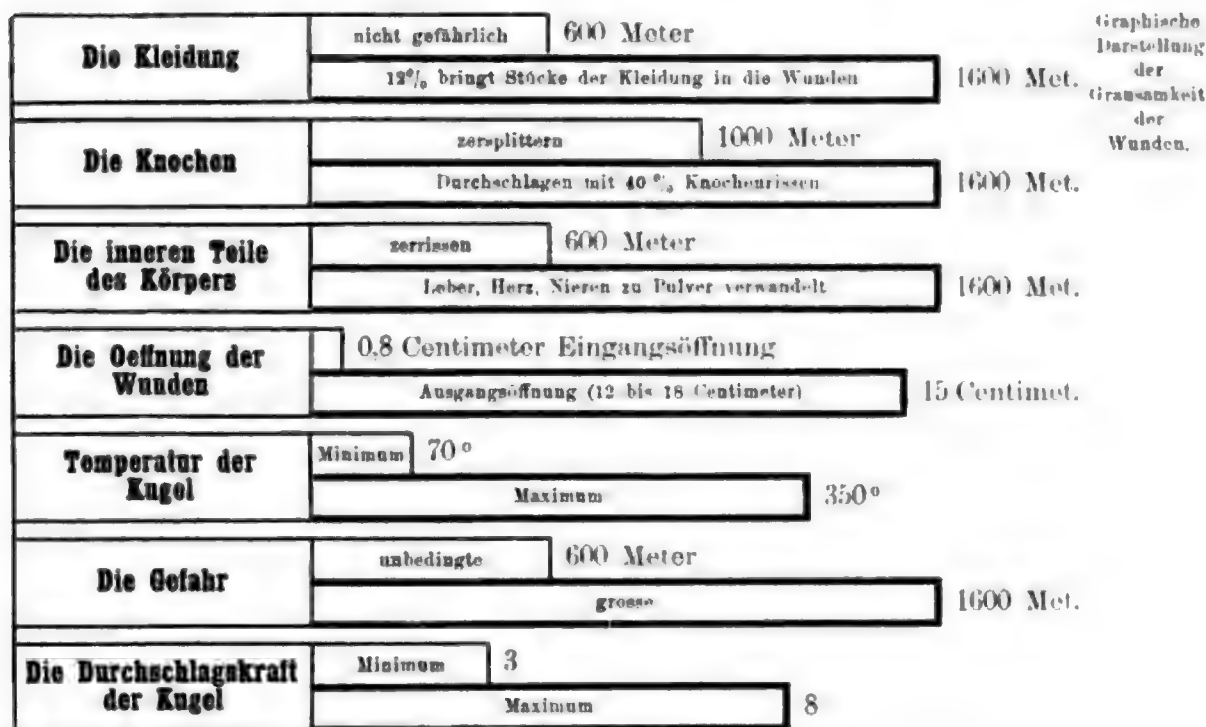 Graphische
Darstellung
der
Grausamkeit
der
Wunden.
Die Kleidung
nicht gefährlich 600 Meter
12% bringt Stücke der Kleidung in die Wunden 1600 Met.
Die Knochen
zersplittern 1000 Meter
Durchschlagen mit 40% Knochenrissen 1600 Met.
Die inneren Teile
des Körpers
zerrissen 600 Meter
Leber, Herz, Nieren zu Pulver verwandelt 1600 Met.
Die Oeffnung der
Wunden
0,8 Centimeter Eingangsöffnung
Ausgangsöffnung (12 bis 18 Centimeter) 15 Centimet.
Temperatur der
Kugel
Minimum 70°
Maximum 350°
Die Gefahr
unbedingte 600 Meter
grosse 1600 Met.
Die Durchschlagskraft
der Kugel
Minimum 3
Maximum 8